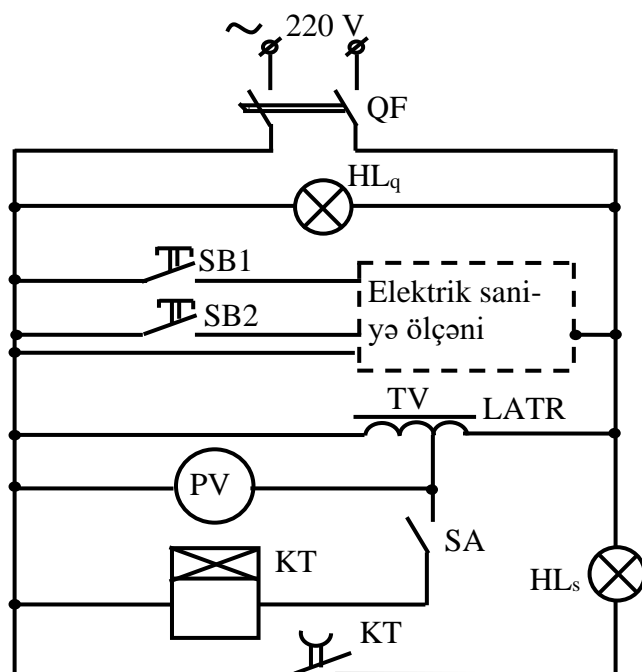 ~ 220 V
QF
HLq
SB1
Elektrik sani-
SB2
yə ölçəni
TV
LATR
PV
SA
KT
HLs
KT